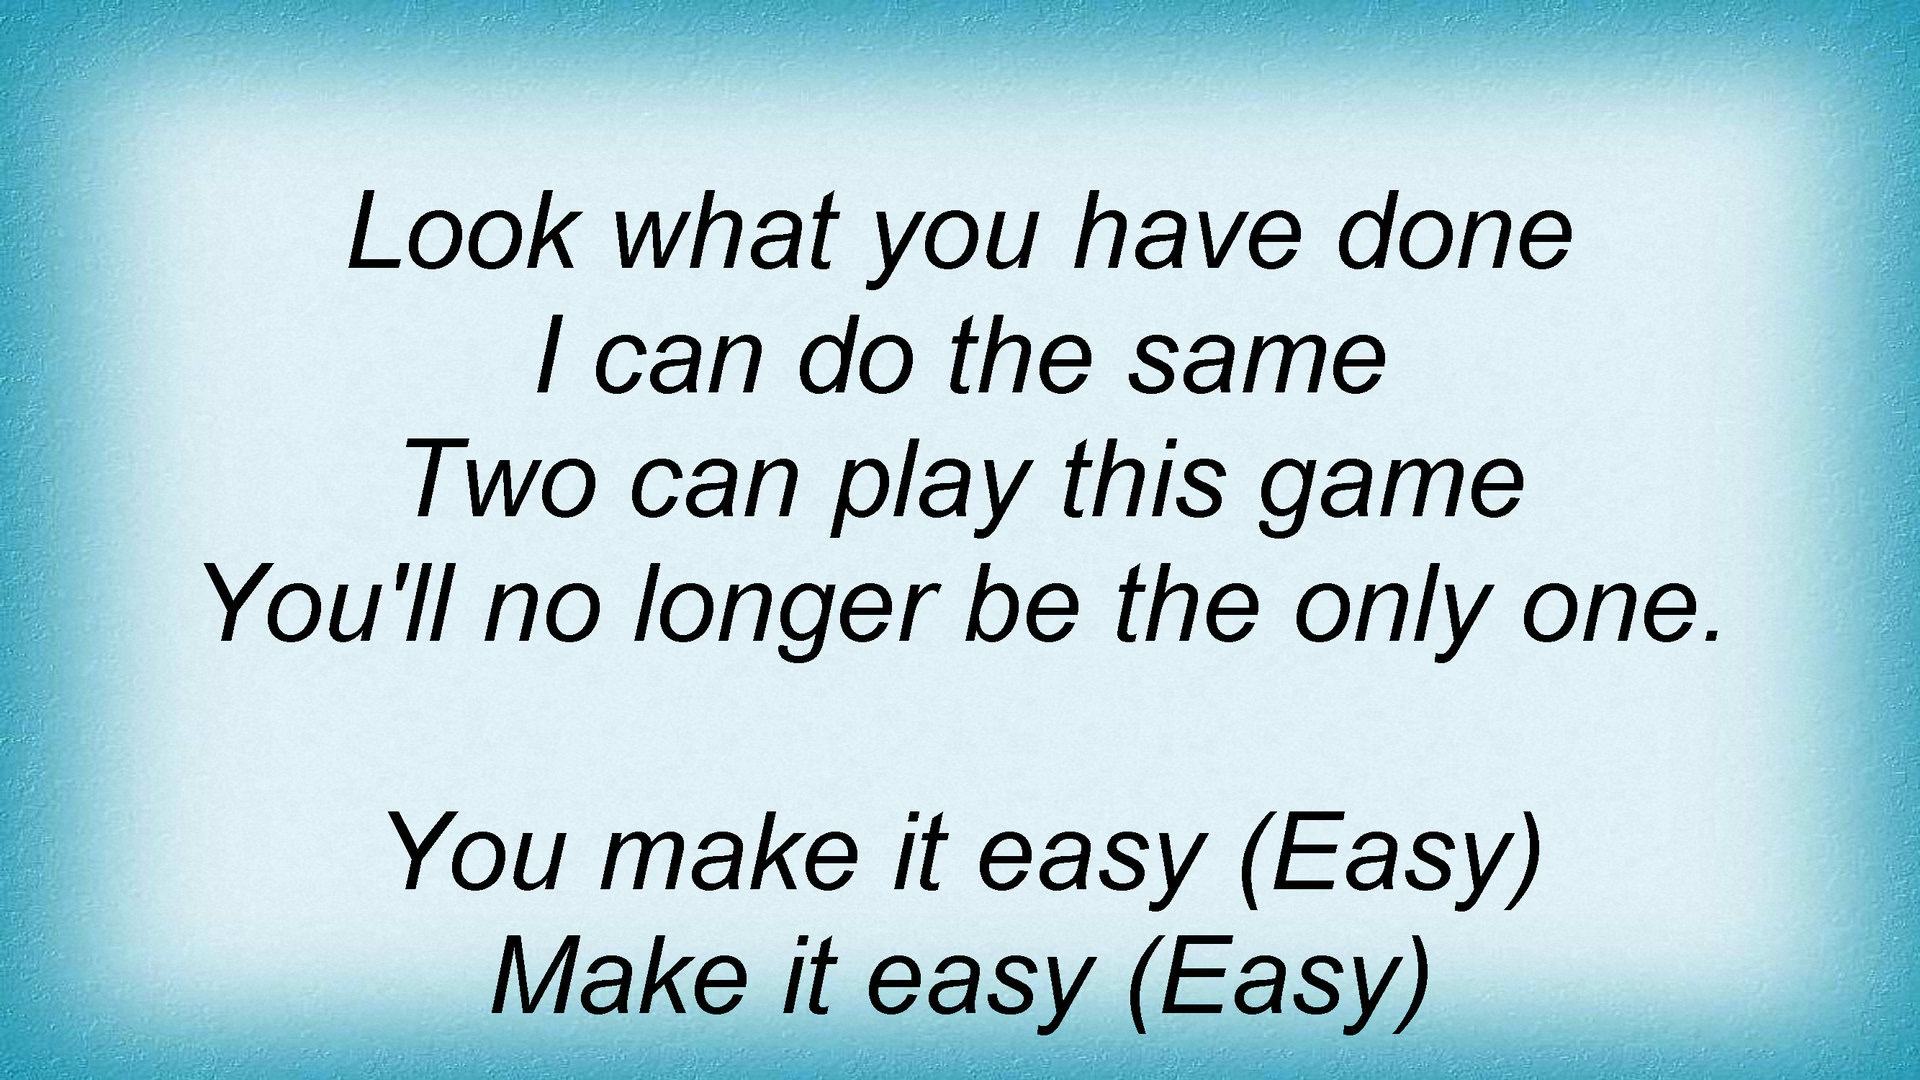 Look what you have done
I can do the same
Two can play this game
You'll no longer be the only one.
You make it easy (Easy)
Make it easy (Easy)